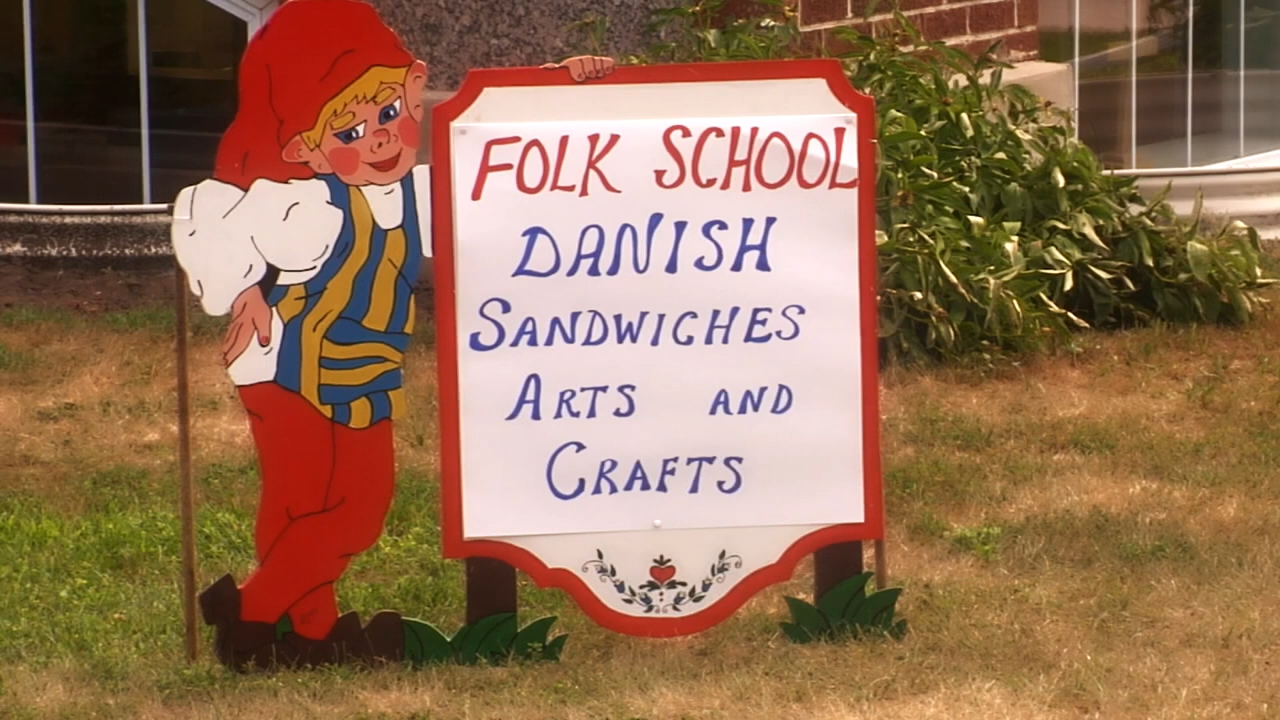 FOLK SCHOOL
DANISH
SANDWICHES
ARTS AND
CRAFTS